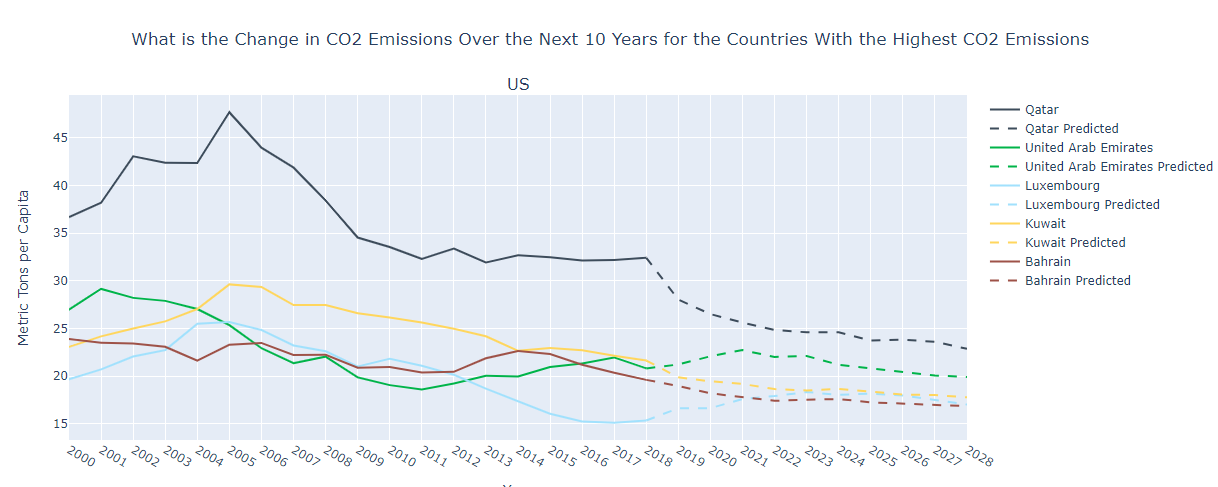 What is the Change in CO2 Emissions Over the Next 10 Years for the Countries With the Highest CO2 Emissions
US
Metric Tons per Capita
45
40
35
30
25
20
15
2000 2001 2002 2003 2004 2005 2006 2007 2008 2009 2010 2011 2012 2013 2014 2015 2016 2017 2018 2019 2020 2021 2022 2023 2024 2025 2026 2027 2028
Qatar
Qatar Predicted
United Arab Emirates
United Arab Emirates Predicted
Luxembourg
Luxembourg Predicted
Kuwait
Kuwait Predicted
Bahrain
Bahrain Predicted